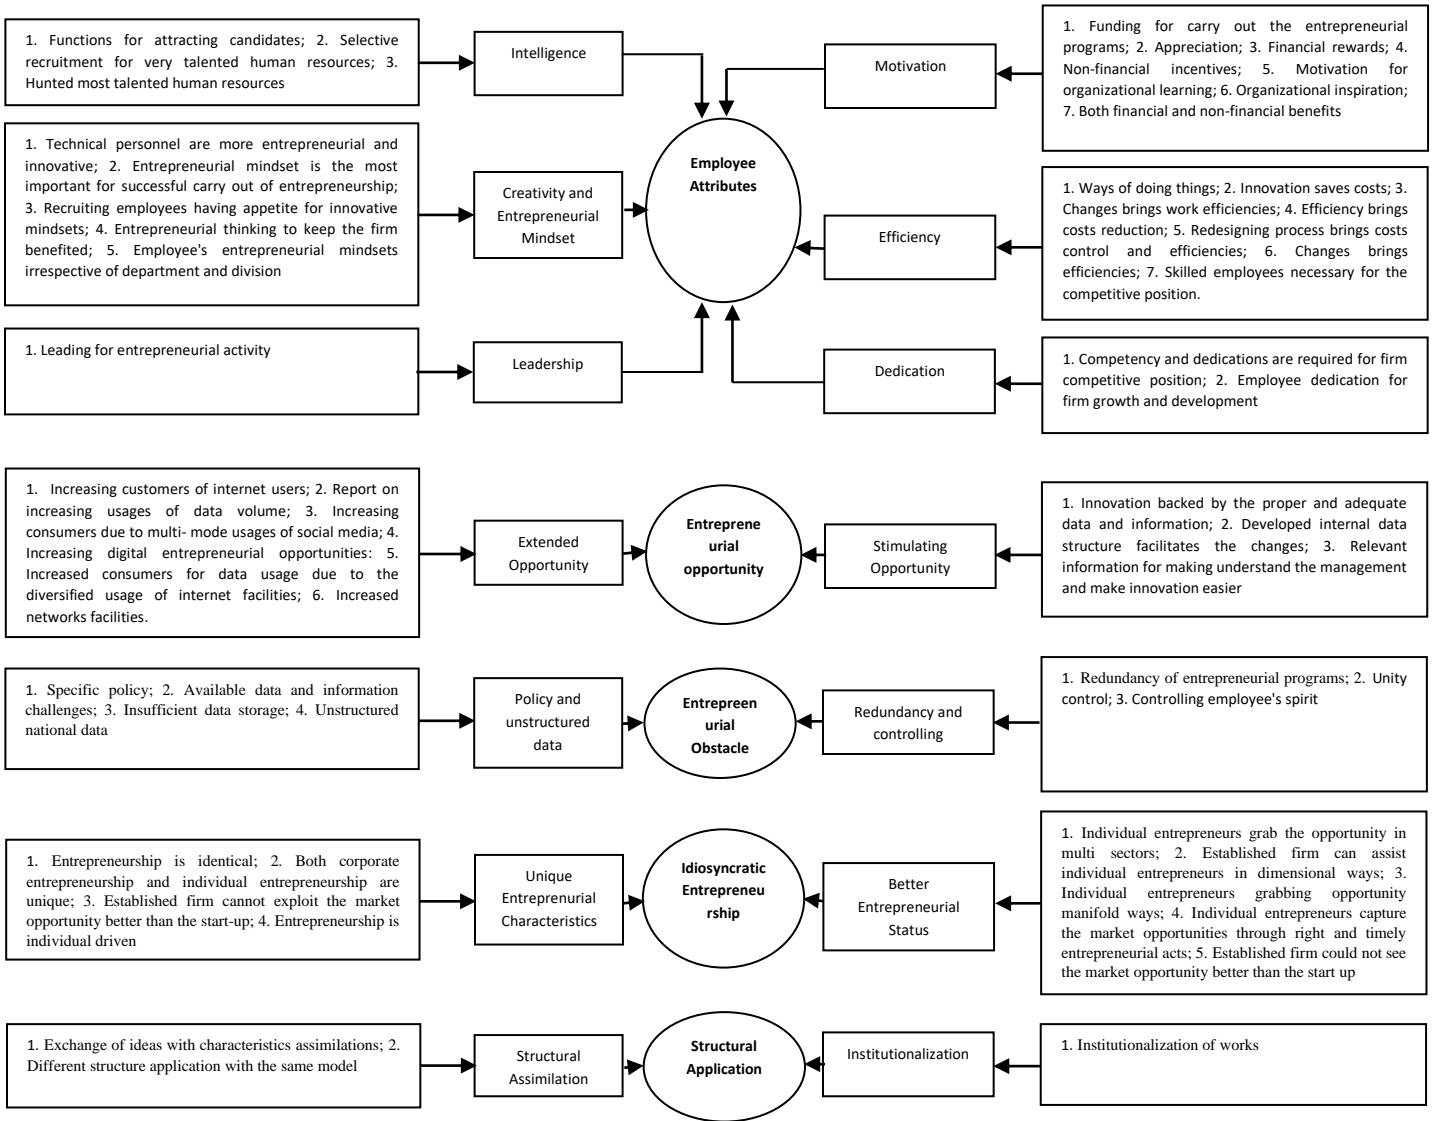 1. Functions for attracting candidates; 2. Selective
recruitment for very talented human resources; 3.
Hunted most talented human resources
Intelligence
Motivation
1. Funding for carry out the entrepreneurial
programs; 2. Appreciation; 3. Financial rewards; 4.
Non-financial incentives; 5. Motivation for
organizational learning; 6. Organizational inspiration;
7. Both financial and non-financial benefits
Employee
Attributes
1. Technical personnel are more entrepreneurial and
innovative; 2. Entrepreneurial mindset is the most
important for successful carry out of entrepreneurship;
3. Recruiting employees having appetite for innovative
mindsets; 4. Entrepreneurial thinking to keep the firm
benefited; 5. Employee's entrepreneurial mindsets
irrespective of department and division
Creativity and
Entrepreneurial
Mindset
Efficiency
1. Ways of doing things; 2. Innovation saves costs; 3.
Changes brings work efficiencies; 4. Efficiency brings
costs reduction; 5. Redesigning process brings costs
control and efficiencies; 6. Changes brings
efficiencies; 7. Skilled employees necessary for the
competitive position.
1. Leading for entrepreneurial activity
Leadership
Dedication
1. Competency and dedications are required for firm
competitive position; 2. Employee dedication for
firm growth and development
1. Increasing customers of internet users; 2. Report on
increasing usages of data volume; 3. Increasing
consumers due to multi- mode usages of social media; 4.
Increasing digital entrepreneurial opportunities: 5.
Increased consumers for data usage due to the
diversified usage of internet facilities; 6. Increased
networks facilities.
Extended
Opportunity
Entreprene
urial
opportunity
Stimulating
Opportunity
1. Innovation backed by the proper and adequate
data and information; 2. Developed internal data
structure facilitates the changes; 3. Relevant
information for making understand the management
and make innovation easier
1. Specific policy; 2. Available data and information
challenges; 3. Insufficient data storage; 4. Unstructured
national data
Policy and
unstructured
data
Entrepreen
urial
Obstacle
Redundancy and
controlling
1. Redundancy of entrepreneurial programs; 2. Unity
control; 3. Controlling employee's spirit
1. Entrepreneurship is identical; 2. Both corporate
entrepreneurship and individual entrepreneurship are
unique; 3. Established firm cannot exploit the market
opportunity better than the start-up; 4. Entrepreneurship is
individual driven
Unique
Entreprenurial
Characteristics
Idiosyncratic
Entrepreneu
rship
Better
Entrepreneurial
Status
1. Individual entrepreneurs grab the opportunity in
multi sectors; 2. Established firm can assist
individual entrepreneurs in dimensional ways; 3.
Individual entrepreneurs grabbing opportunity
manifold ways; 4. Individual entrepreneurs capture
the market opportunities through right and timely
entrepreneurial acts; 5. Established firm could not see
the market opportunity better than the start up
1. Exchange of ideas with characteristics assimilations; 2.
Different structure application with the same model
Structural
Assimilation
Structural
Application
Institutionalization
1. Institutionalization of works